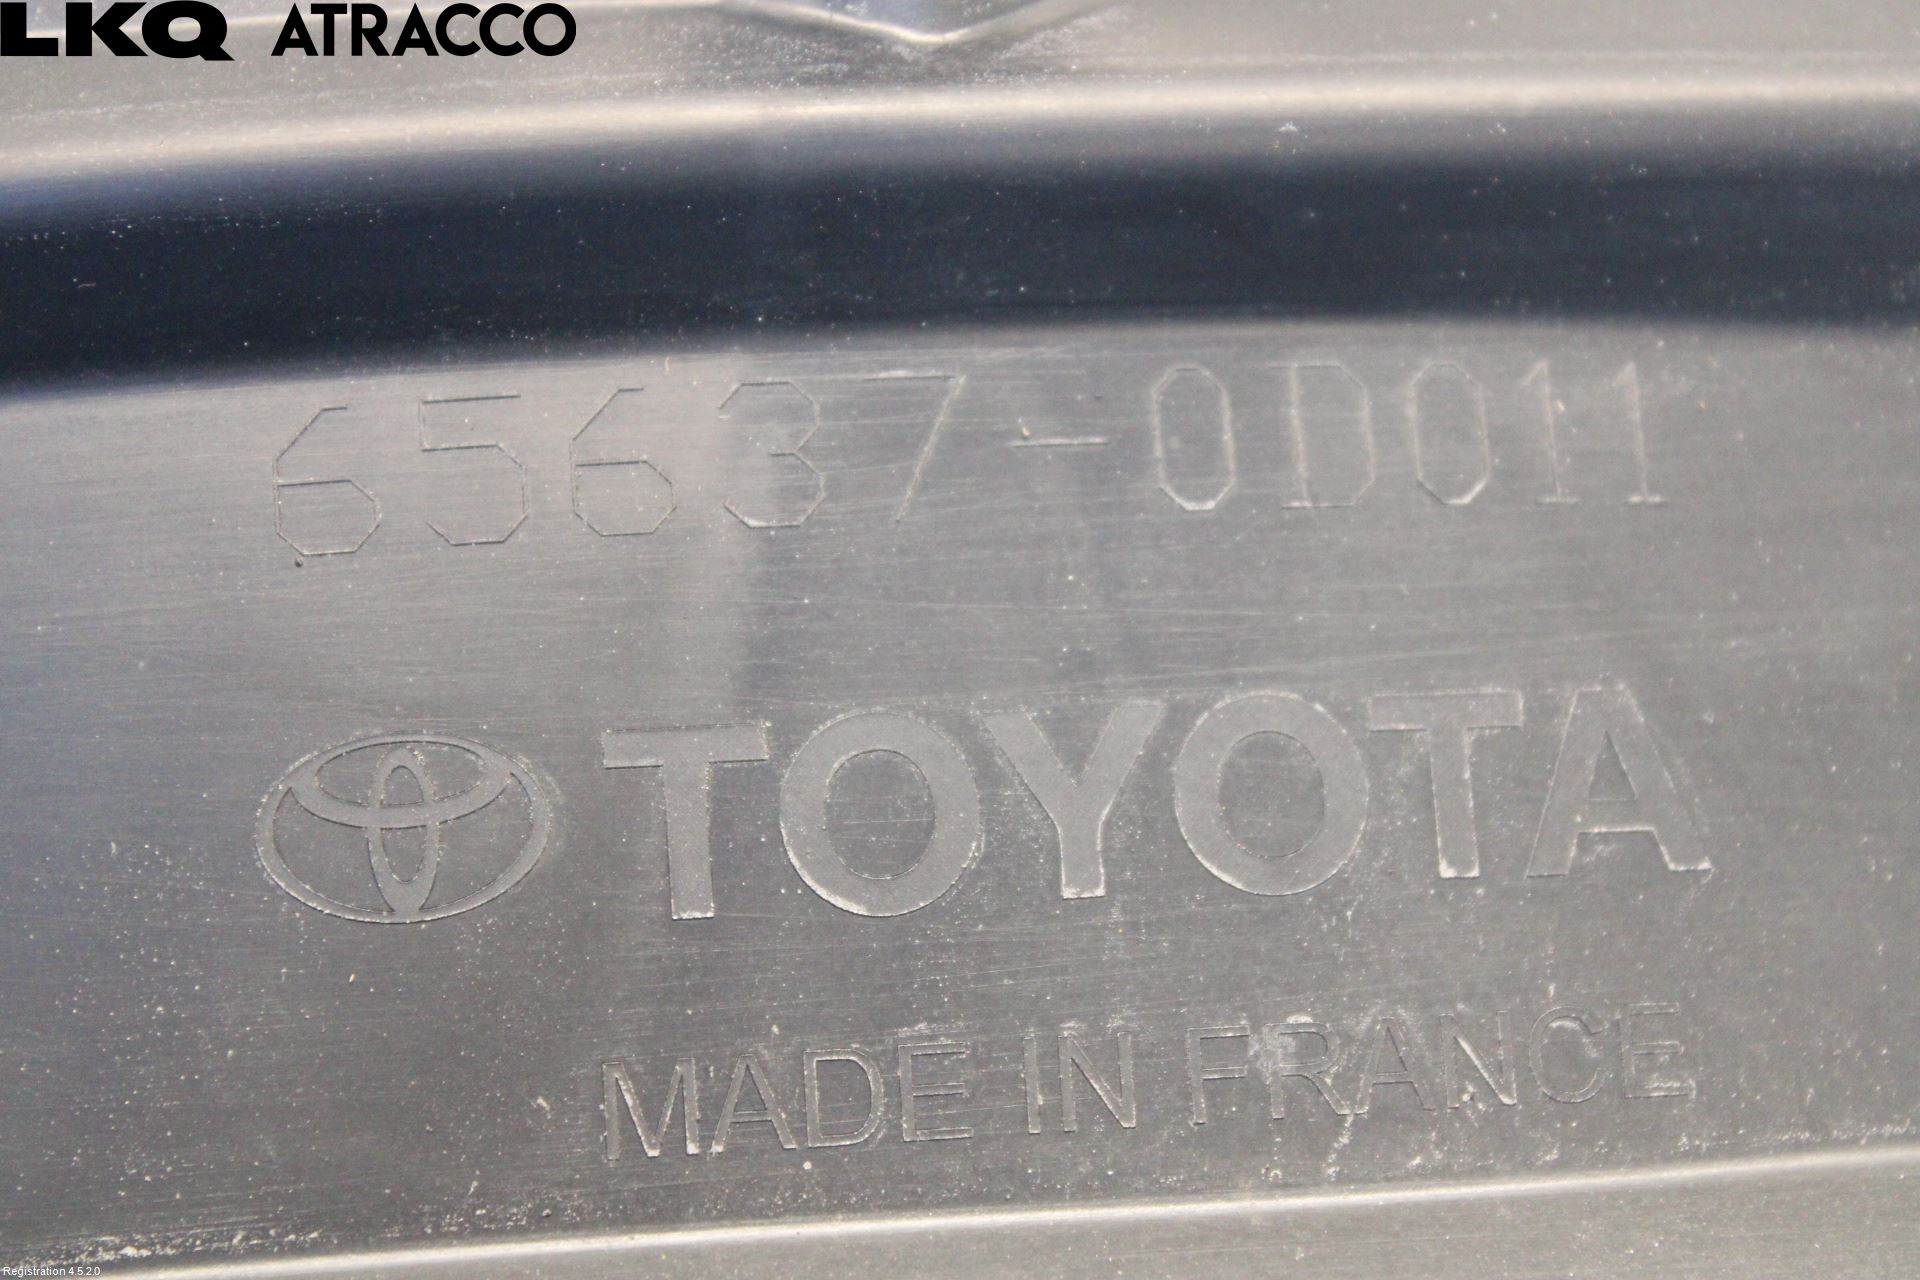 LKQ ATRACCO
65637-0D011
TOYOTA
MADE IN FRANCE
Registration 4.5.2.0